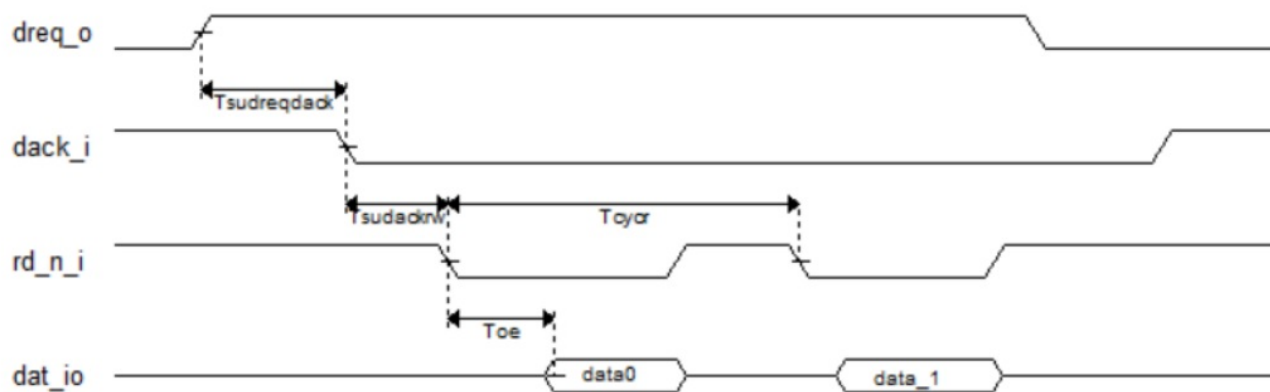 dreq_o
Tsudreqdack
dack_i
Tsudackrw Tcycr
rd_n_i
Toe
dat_io data0 data_1